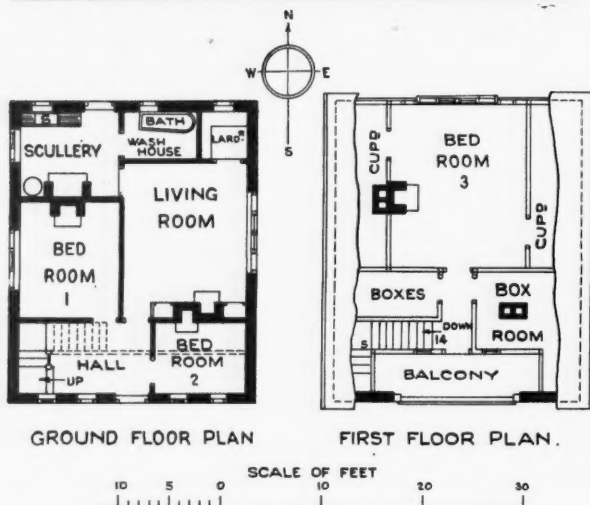 N
W E
S
S
BATH
SCULLERY
WASH
HOUSE
LARDR
LIVING
ROOM
BED
ROOM
1
HALL
UP
BED
ROOM
2
GROUND FLOOR PLAN
BED
ROOM
3
CUPD
CUPD
BOXES
BOX
ROOM
DOWN
14
S
BALCONY
FIRST FLOOR PLAN.
SCALE OF FEET
10 5 0 10 20 30